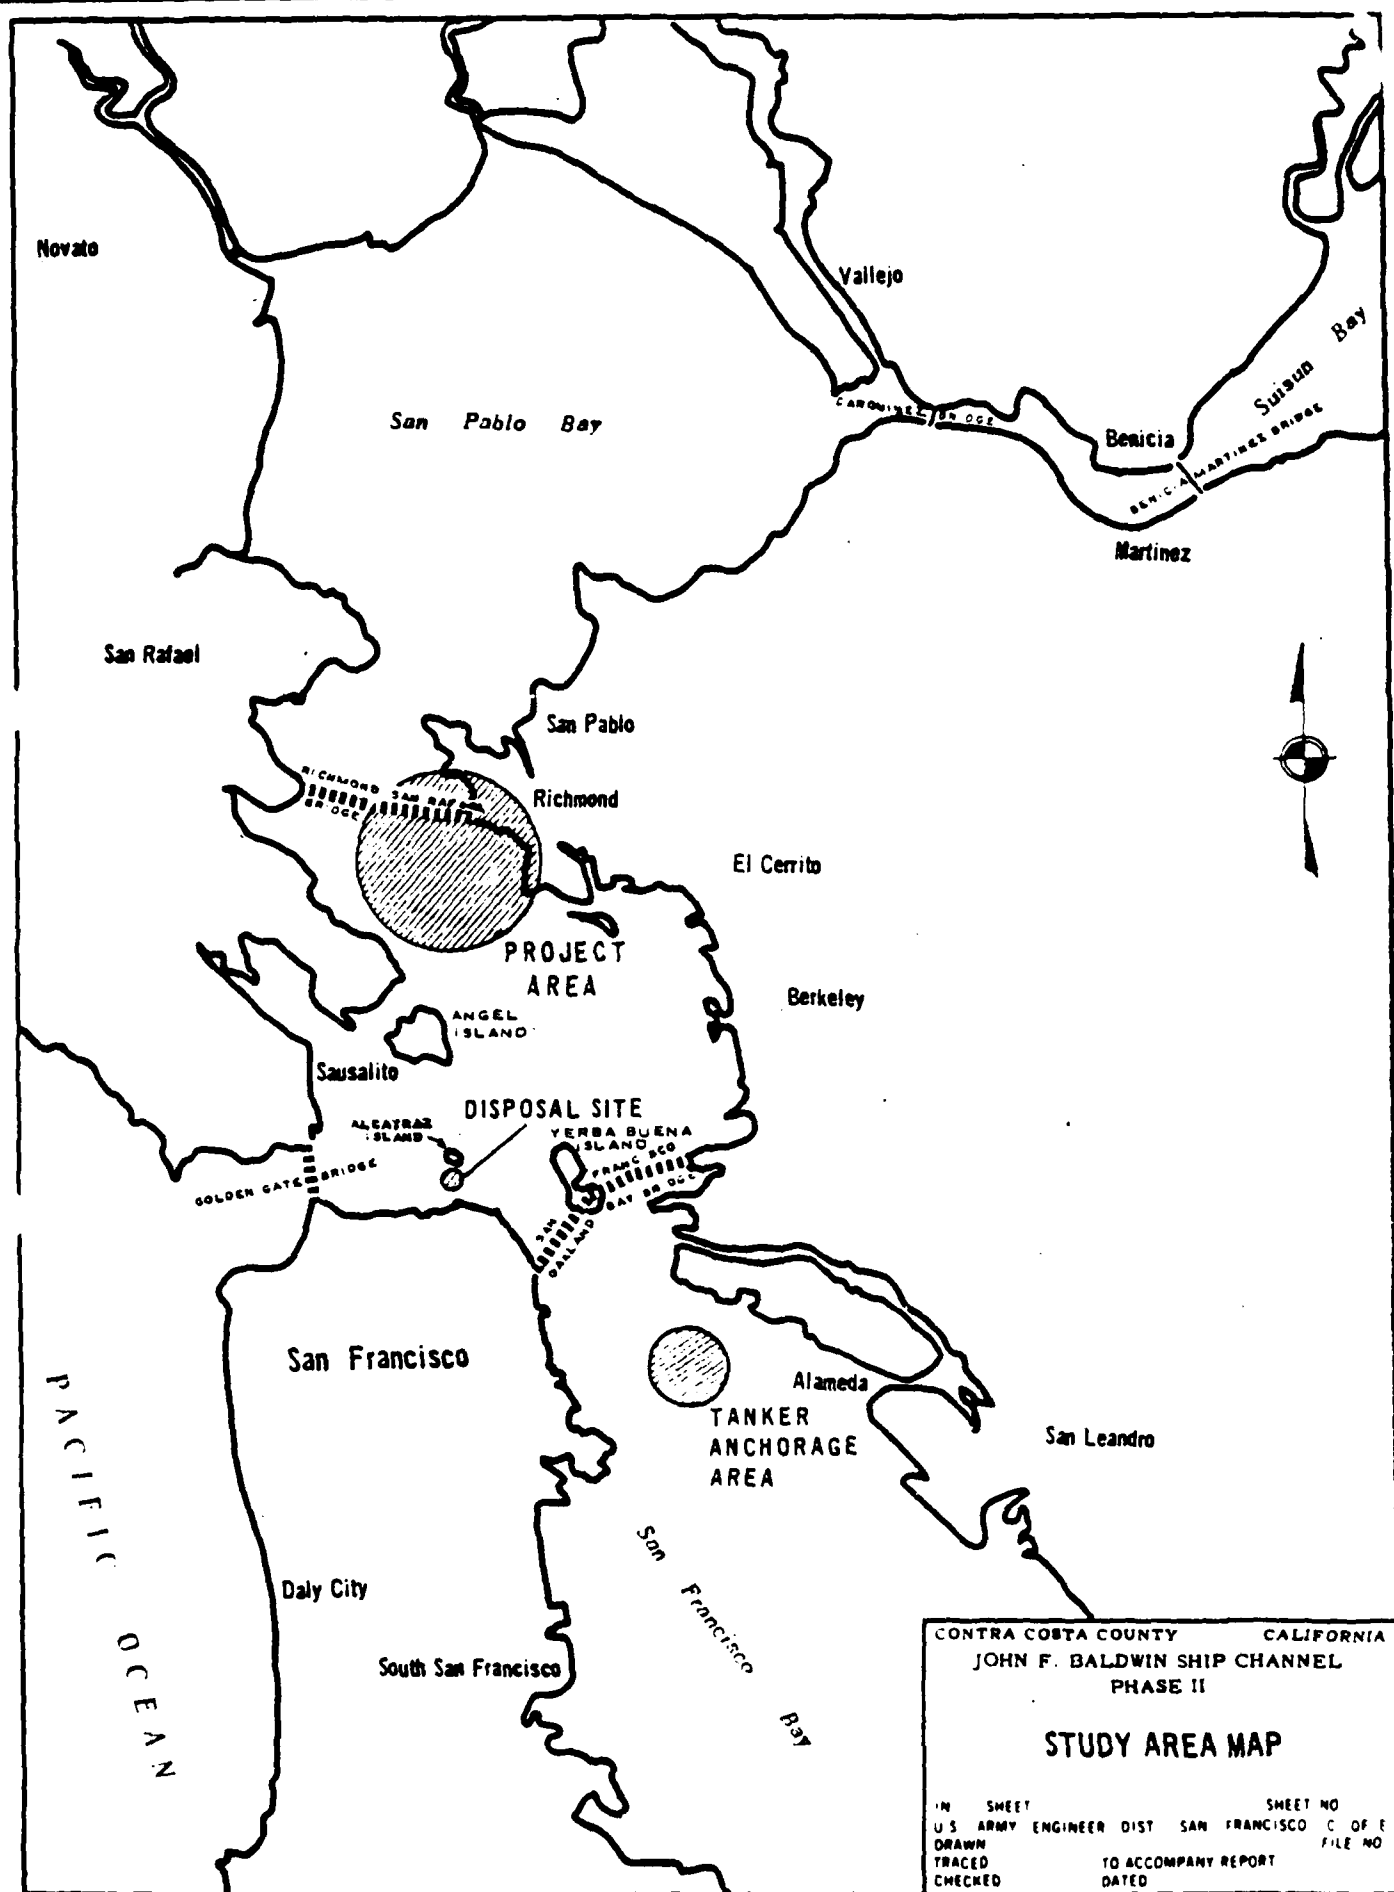 Novato
Vallejo
San Pablo Bay
Suisun Bay
CARQUINEZ BRIDGE
Benicia
BENICIA MARTINEZ BRIDGE
Martinez
San Rafael
San Pablo
RICHMOND SAN RAFAEL
BRIDGE
Richmond
El Cerrito
PROJECT
AREA
Berkeley
ANGEL
ISLAND
Sausalito
DISPOSAL SITE
ALCATRAZ
ISLAND
YERBA BUENA
ISLAND
GOLDEN GATE BRIDGE
SAN FRANCISCO
OAKLAND BAY BRIDGE
San Francisco
Alameda
TANKER
ANCHORAGE
AREA
San Leandro
PACIFIC OCEAN
San Francisco Bay
Daly City
South San Francisco
CONTRA COSTA COUNTY CALIFORNIA
JOHN F. BALDWIN SHIP CHANNEL
PHASE II
STUDY AREA MAP
IN SHEET SHEET NO
U S ARMY ENGINEER DIST SAN FRANCISCO C OF E
DRAWN FILE NO
TRACED TO ACCOMPANY REPORT
CHECKED DATED